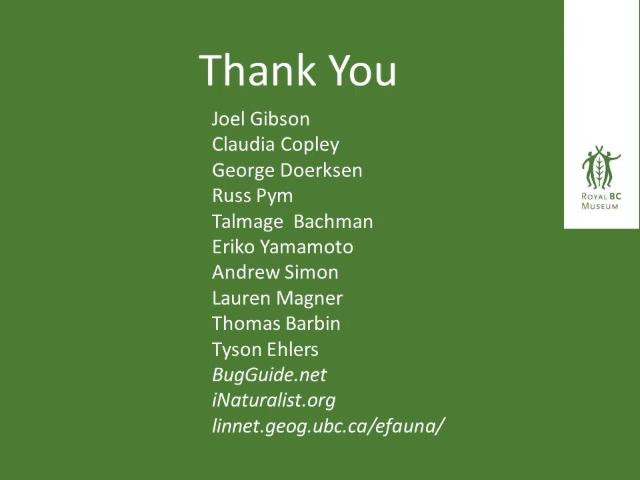 Thank You
Joel Gibson
Claudia Copley
George Doerksen
Russ Pym
Talmage  Bachman
Eriko Yamamoto
Andrew Simon
Lauren Magner
Thomas Barbin
Tyson Ehlers
BugGuide.net
iNaturalist.org
linnet.geog.ubc.ca/efauna/
ROYAL BC
MUSEUM